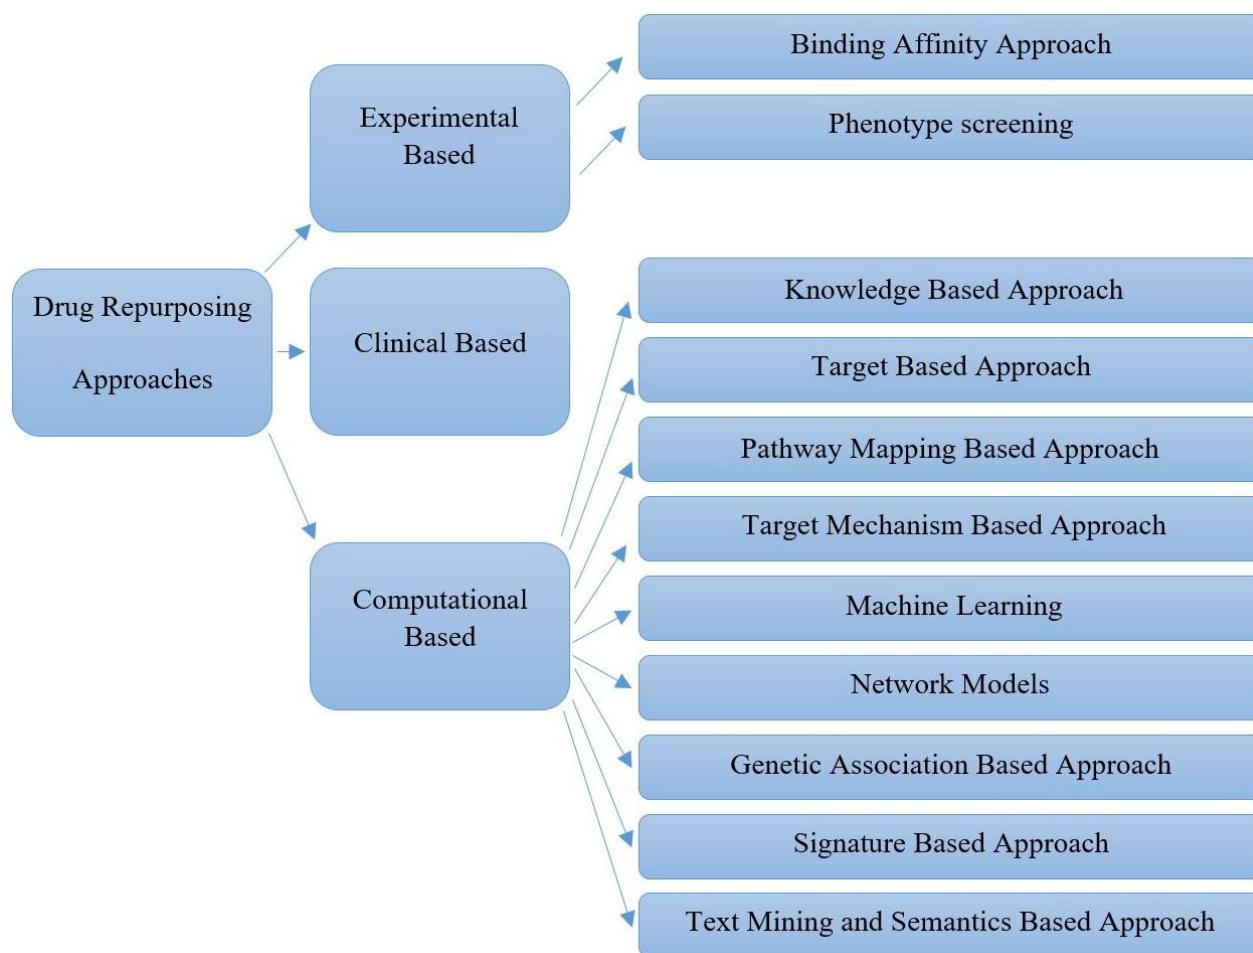 Drug Repurposing
Approaches
Experimental
Based
Clinical Based
Computational
Based
Binding Affinity Approach
Phenotype screening
Knowledge Based Approach
Target Based Approach
Pathway Mapping Based Approach
Target Mechanism Based Approach
Machine Learning
Network Models
Genetic Association Based Approach
Signature Based Approach
Text Mining and Semantics Based Approach